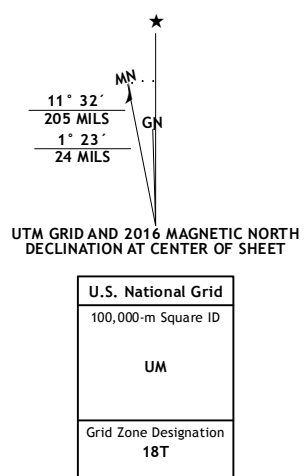 ★
MN
GN
11° 32´
205 MILS
1° 23´
24 MILS
UTM GRID AND 2016 MAGNETIC NORTH
DECLINATION AT CENTER OF SHEET
U.S. National Grid
100,000-m Square ID
UM
Grid Zone Designation
18T